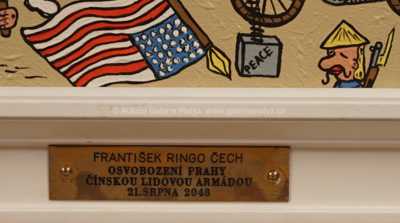 PEACE
FRANTIŠEK RINGO ČECH
OSVOBOZENÍ PRAHY
ČÍNSKOU LIDOVOU ARMÁDOU
21. SRPNA 2048